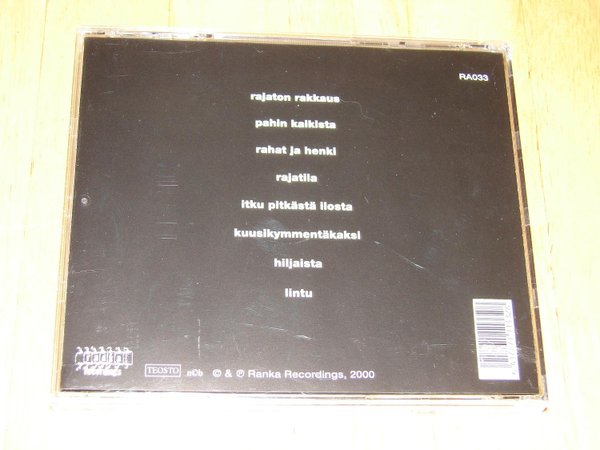 RA033
rajaton rakkaus
pahin kaikista
rahat ja henki
rajatila
itku pitkästä ilosta
kuusikymmentäkaksi
hiljaista
lintu
TEOSTO nCb © & ℗ Ranka Recordings, 2000